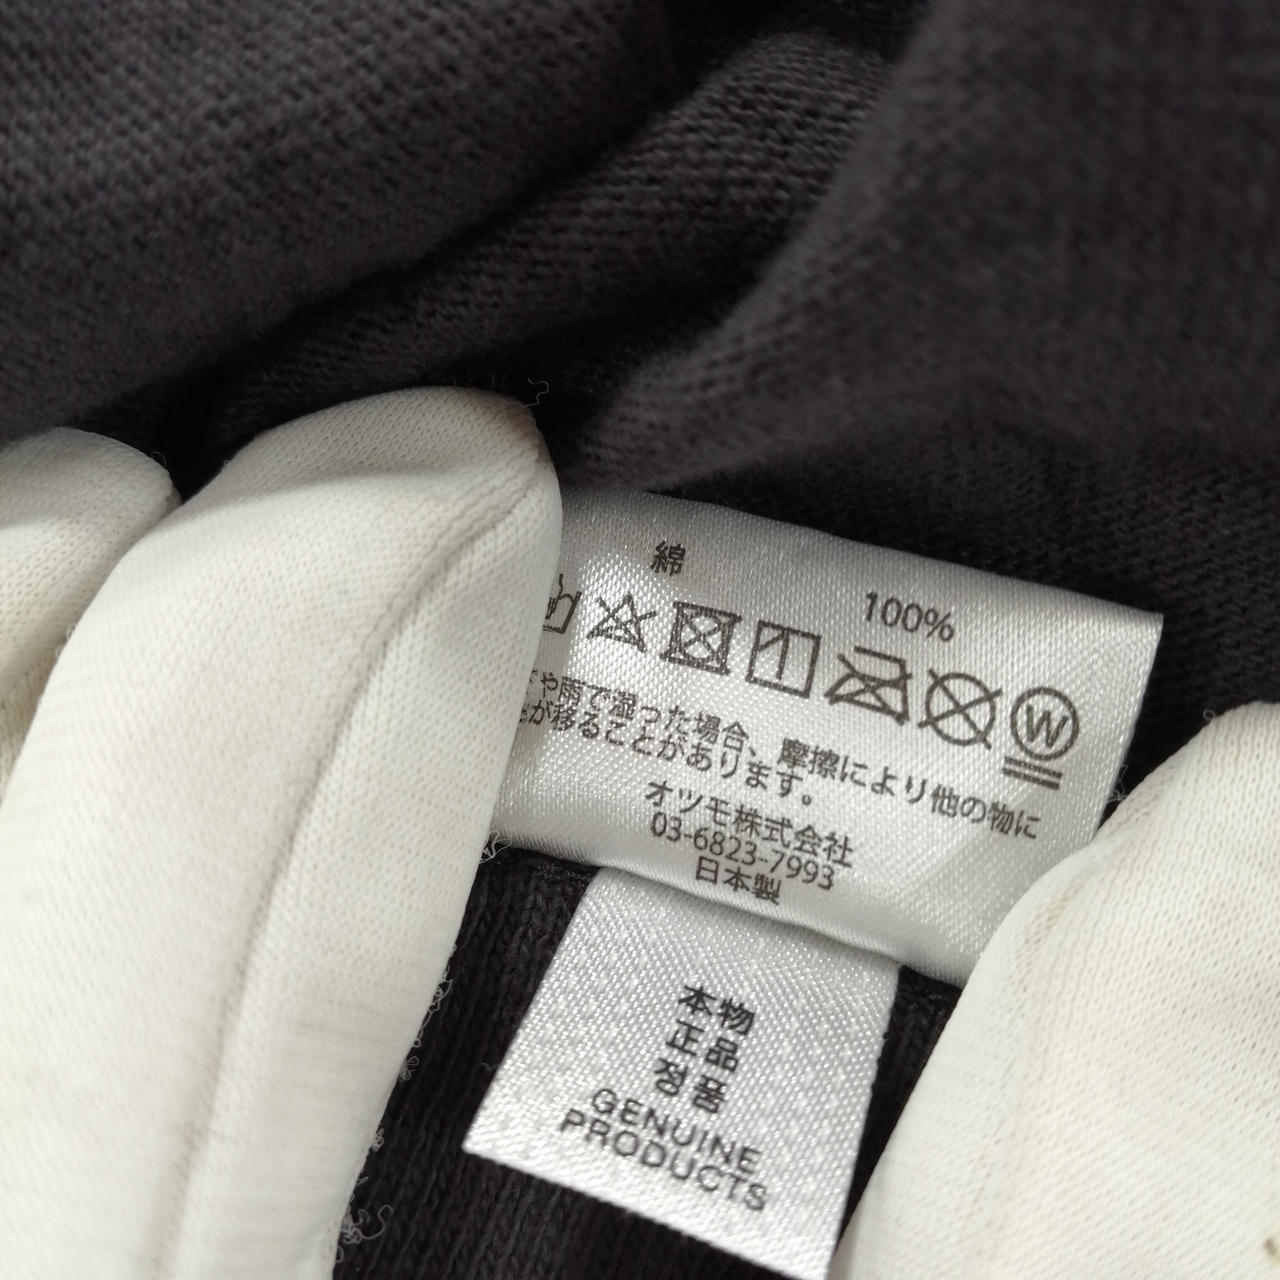 綿 100%
や雨で湿った場合、摩擦により他の物に
が移ることがあります。
オツモ株式会社
03-6823-7993
日本製
本物
正品
정품
GENUINE
PRODUCTS